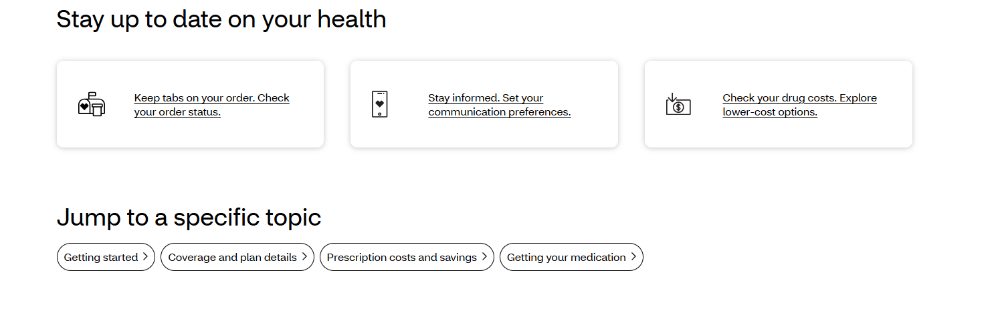 Stay up to date on your health
Keep tabs on your order. Check
your order status.
Stay informed. Set your
communication preferences.
Check your drug costs. Explore
lower-cost options.
Jump to a specific topic
Getting started
Coverage and plan details
Prescription costs and savings
Getting your medication